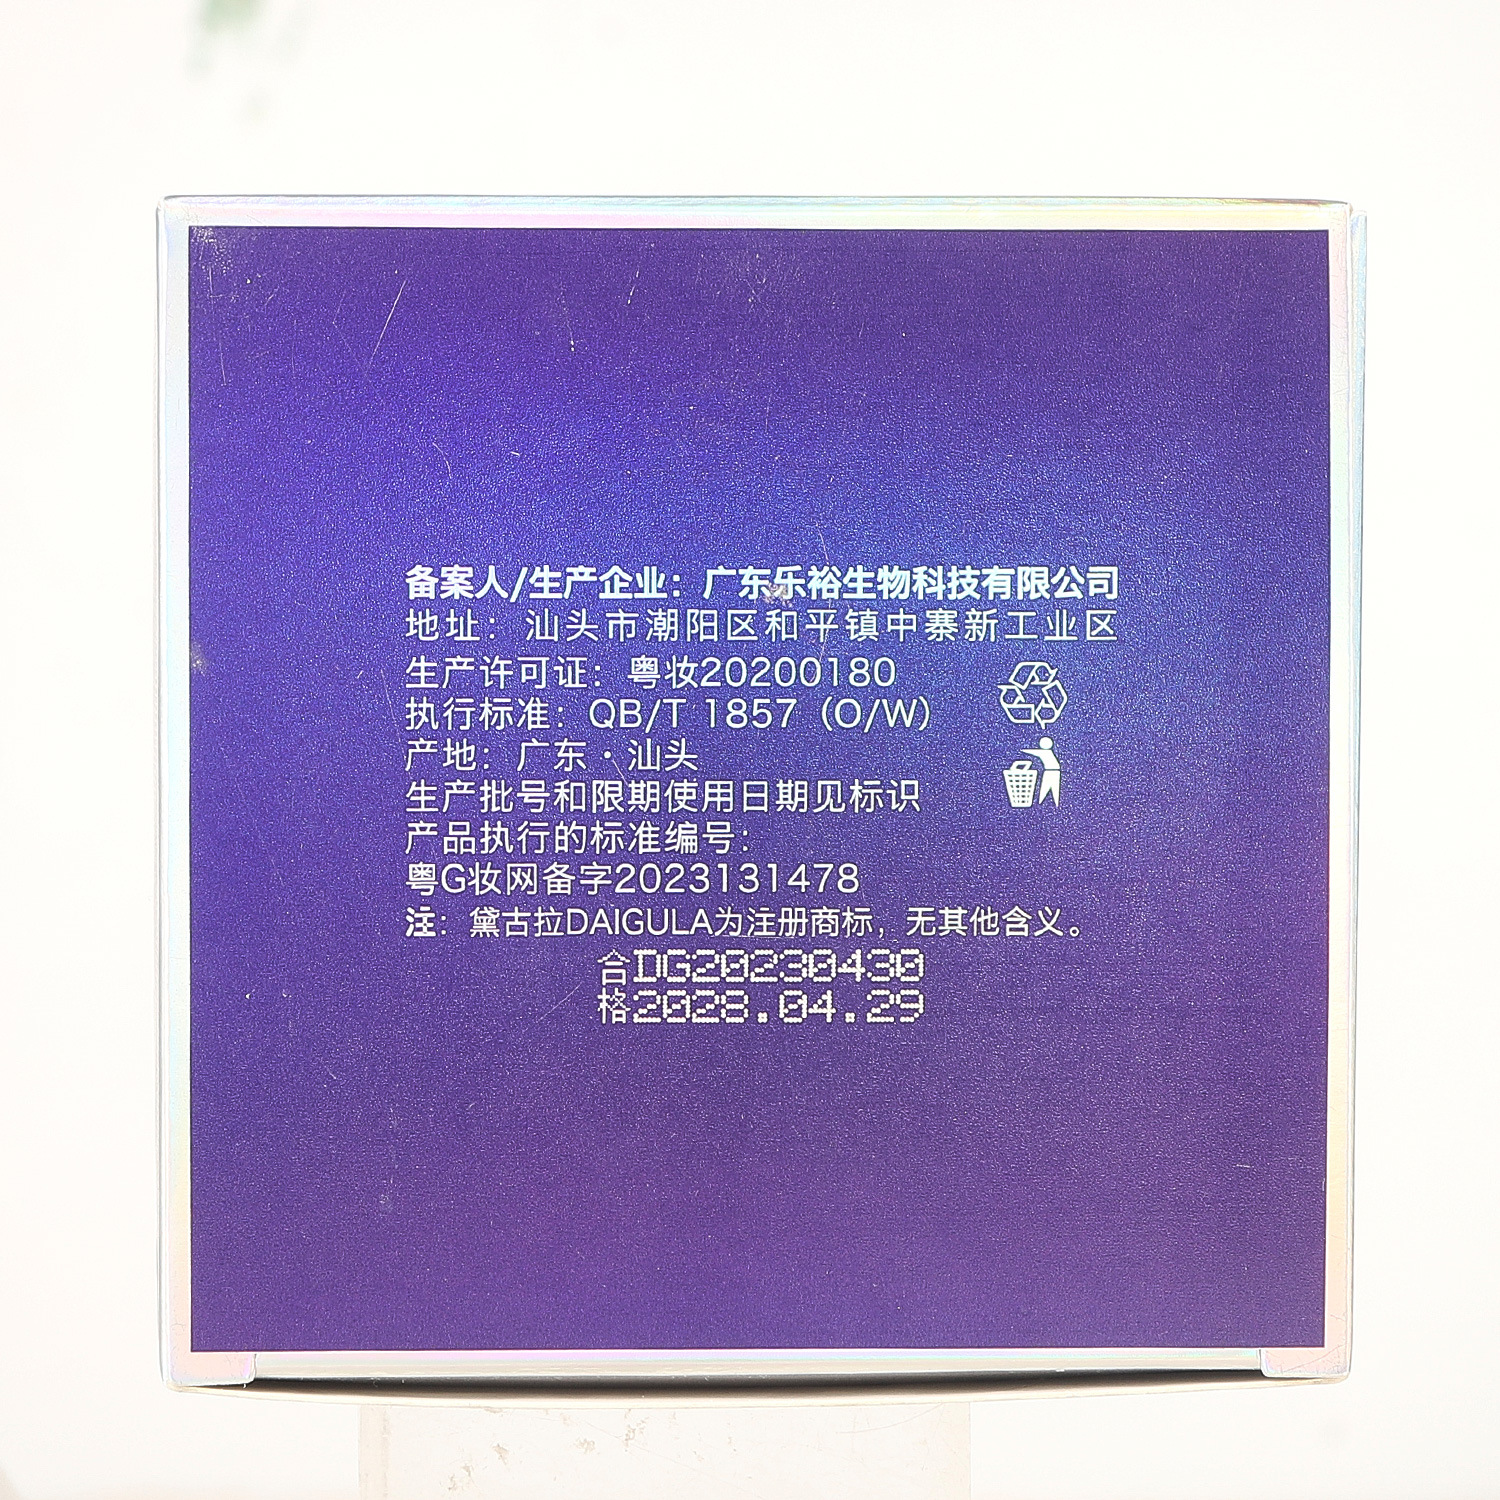 备案人/生产企业：广东乐裕生物科技有限公司
地址：汕头市潮阳区和平镇中寨新工业区
生产许可证：粤妆20200180
执行标准：QB/T 1857（O/W）
产地：广东·汕头
生产批号和限期使用日期见标识
产品执行的标准编号：
粤G妆网备字2023131478
注：黛古拉DAIGULA为注册商标，无其他含义。
合DG20230430
格2028.04.29